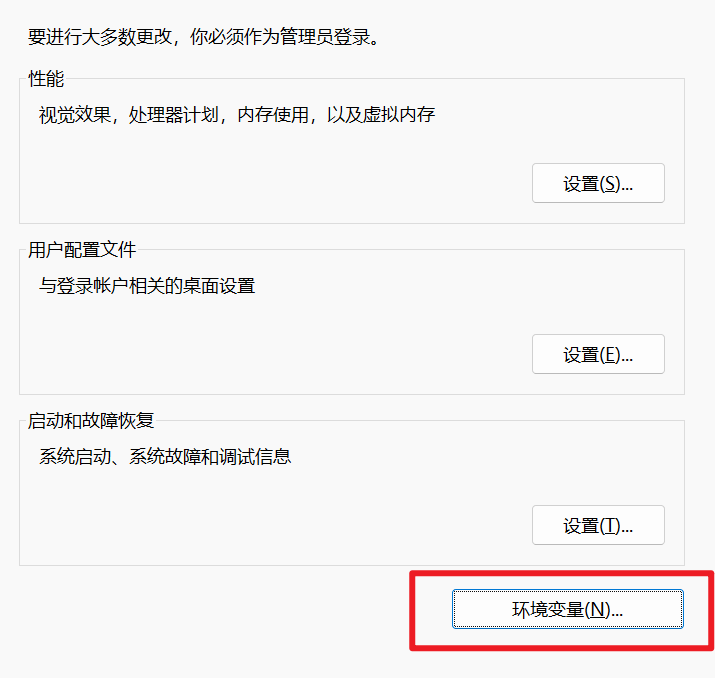 要进行大多数更改，你必须作为管理员登录。
性能
视觉效果，处理器计划，内存使用，以及虚拟内存
设置(S)...
用户配置文件
与登录帐户相关的桌面设置
设置(E)...
启动和故障恢复
系统启动、系统故障和调试信息
设置(T)...
环境变量(N)...